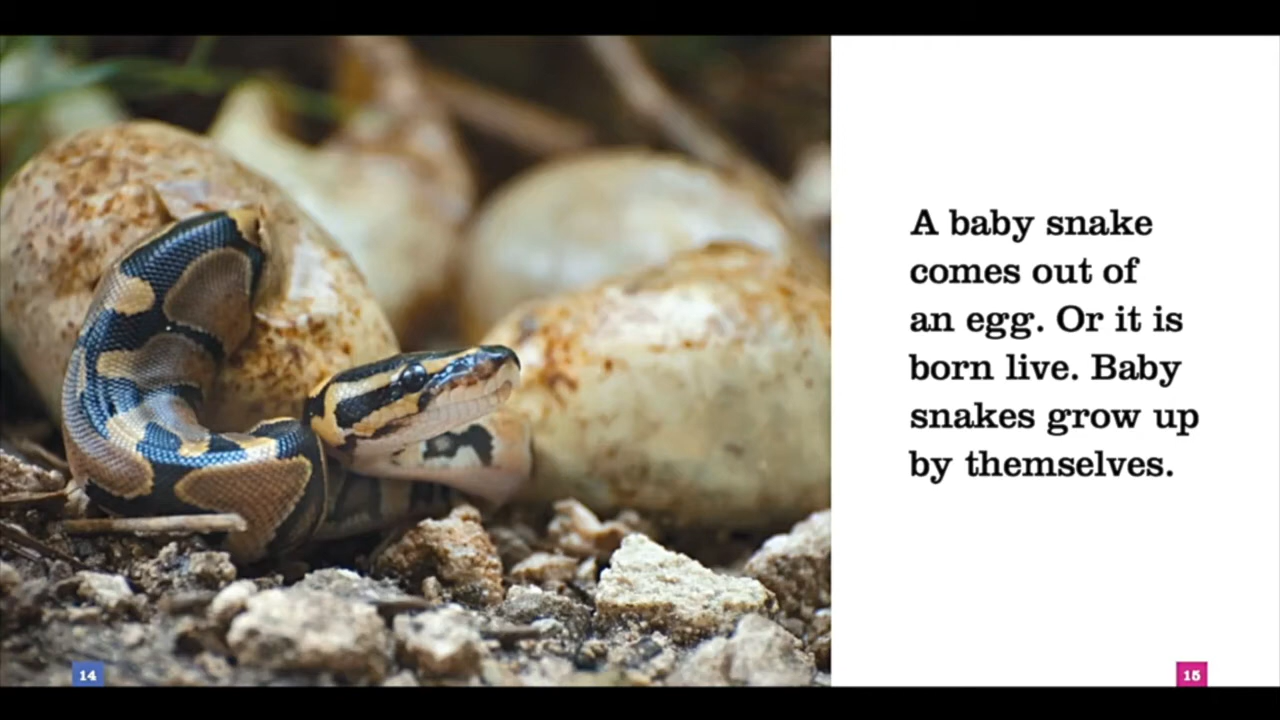 A baby snake
comes out of
an egg. Or it is
born live. Baby
snakes grow up
by themselves.
14
15